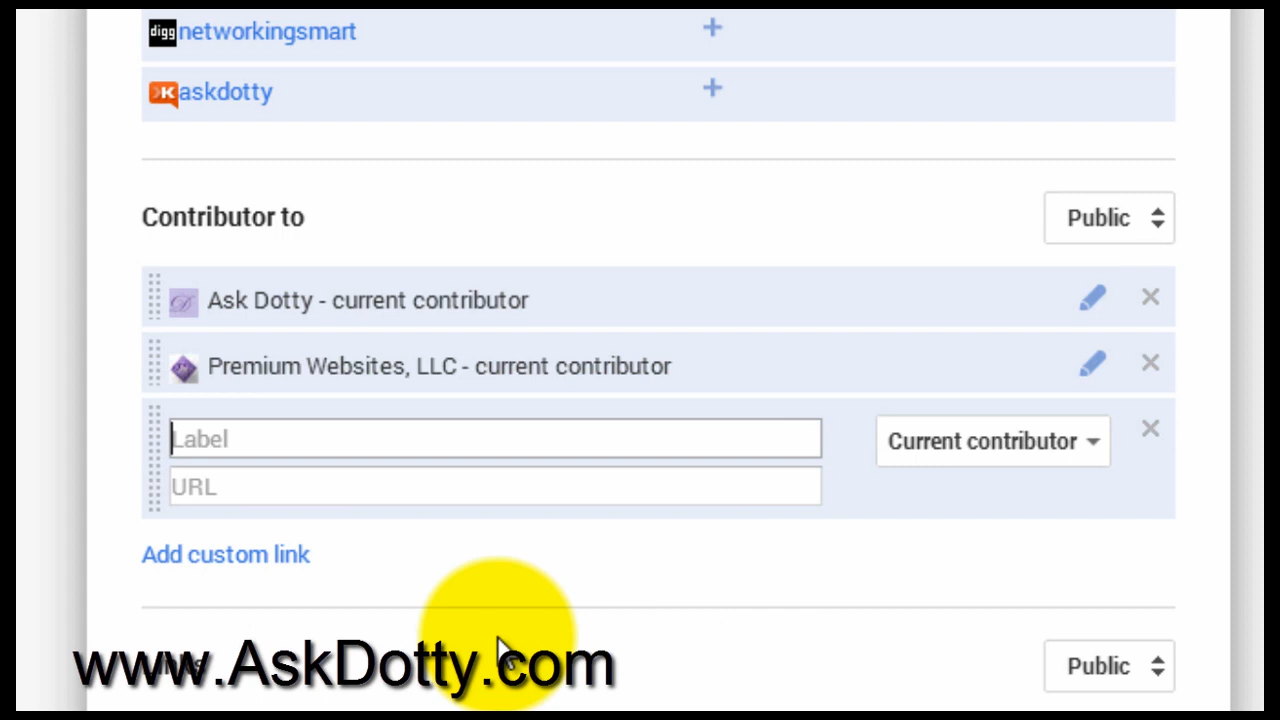 digg networkingsmart +
K askdotty +
Contributor to Public
D Ask Dotty - current contributor
Premium Websites, LLC - current contributor
Label Current contributor
URL
Add custom link
www.AskDotty.com Public